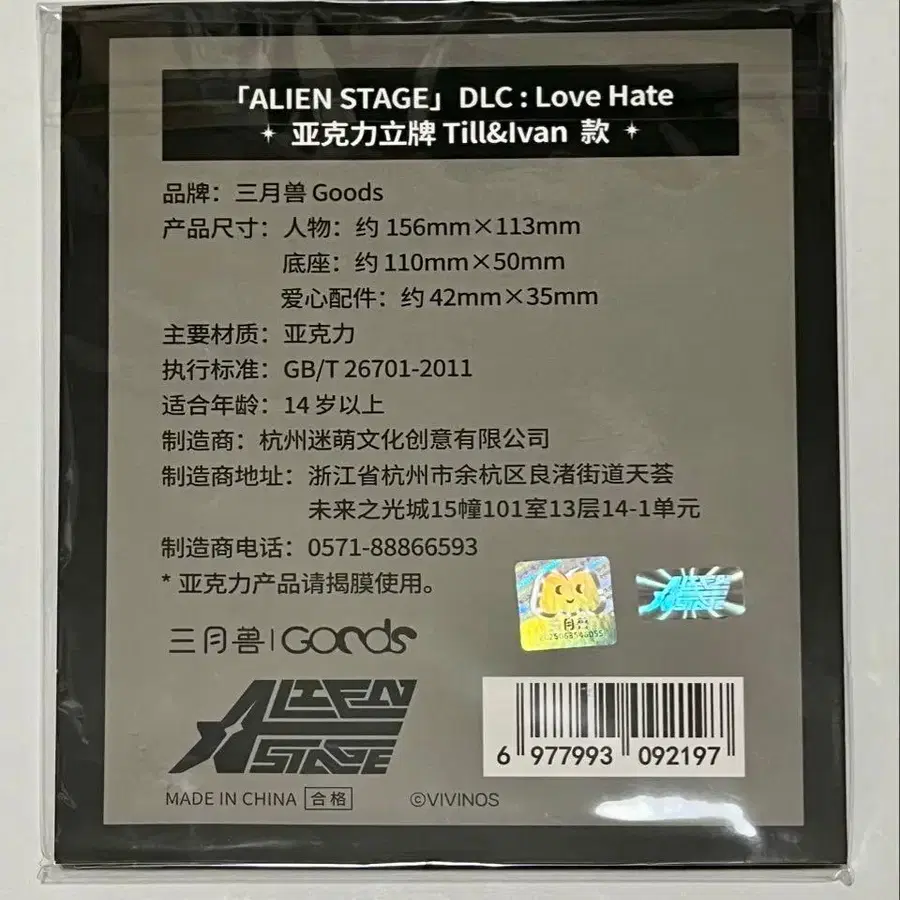 「ALIEN STAGE」DLC : Love Hate
亚克力立牌 Till&Ivan 款
品牌：三月兽 Goods
产品尺寸：人物：约 156mm×113mm
底座：约 110mm×50mm
爱心配件：约 42mm×35mm
主要材质：亚克力
执行标准：GB/T 26701-2011
适合年龄：14 岁以上
制造商：杭州迷萌文化创意有限公司
制造商地址：浙江省杭州市余杭区良渚街道天荟
未来之光城15幢101室13层14-1单元
制造商电话：0571-88866593
* 亚克力产品请揭膜使用。
三月兽
ALIEN STAGE
三月兽 | Goods
ALIEN STAGE
6 977993 092197
MADE IN CHINA 合格
©VIVINOS